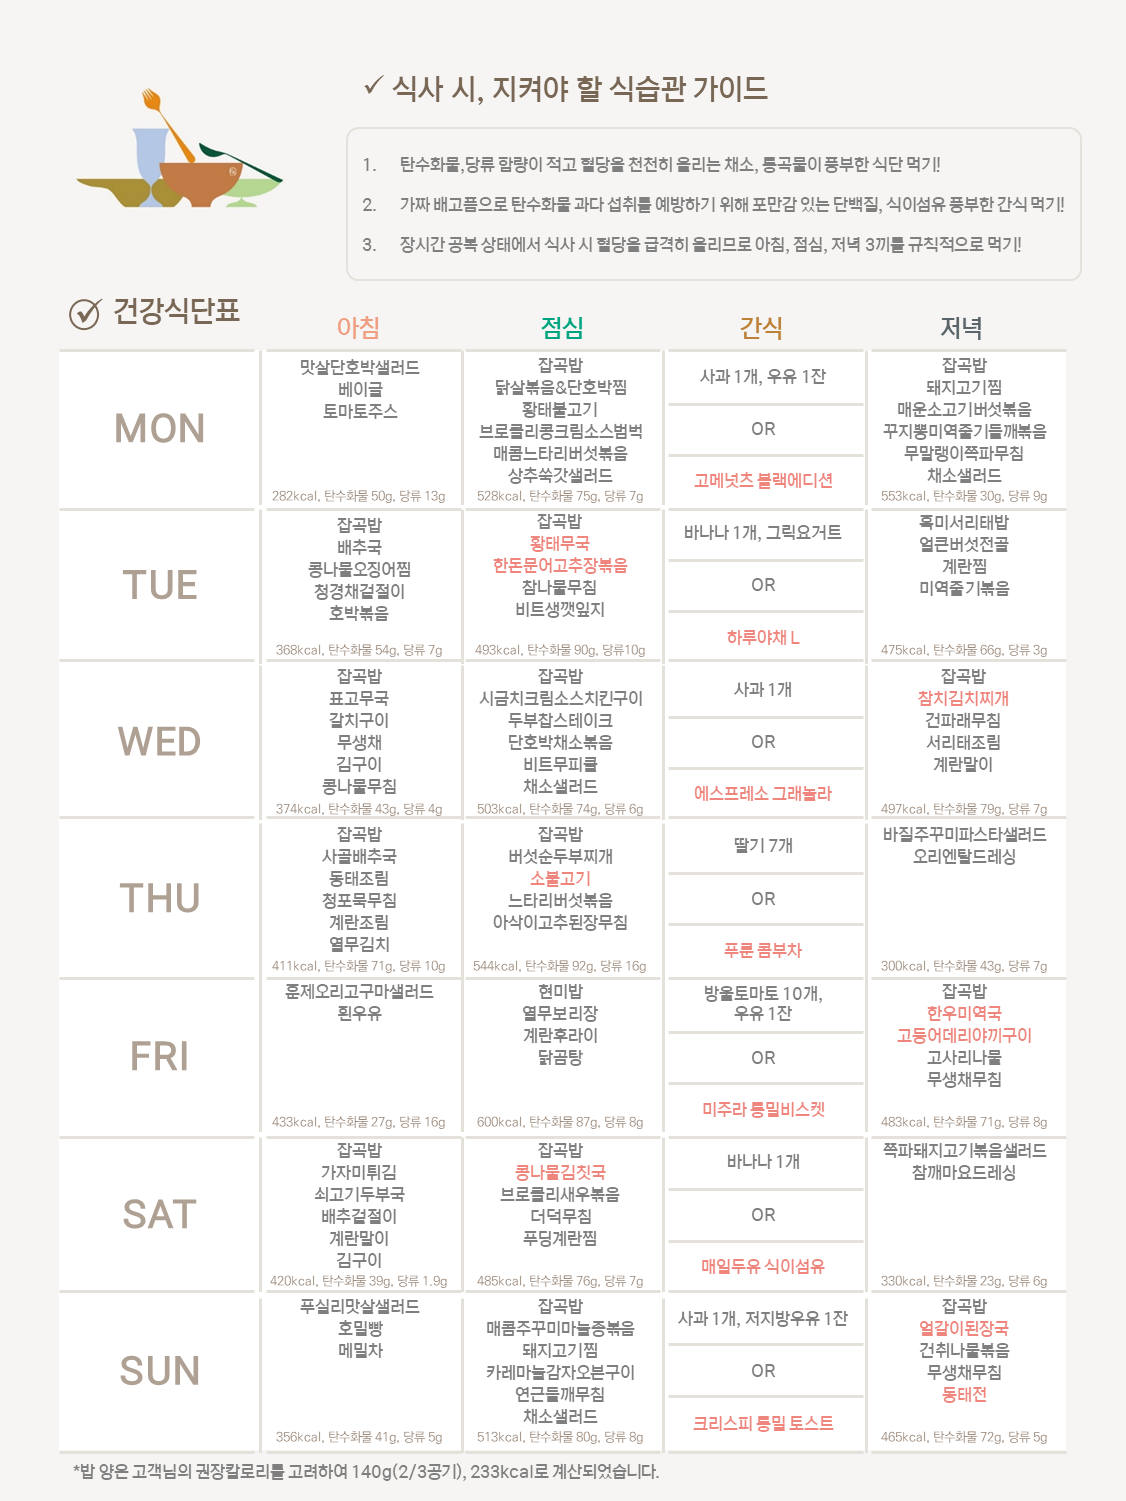 식사 시, 지켜야 할 식습관 가이드
1. 탄수화물,당류 함량이 적고 혈당을 천천히 올리는 채소, 통곡물이 풍부한 식단 먹기!
2. 가짜 배고픔으로 탄수화물 과다 섭취를 예방하기 위해 포만감 있는 단백질, 식이섬유 풍부한 간식 먹기!
3. 장시간 공복 상태에서 식사 시 혈당을 급격히 올리므로 아침, 점심, 저녁 3끼를 규칙적으로 먹기!
건강식단표
아침
점심
간식
저녁
MON
맛살단호박샐러드
베이글
토마토주스
282kcal, 탄수화물 50g, 당류 13g
잡곡밥
닭살볶음&단호박찜
황태불고기
브로콜리콩크림소스범벅
매콤느타리버섯볶음
상추쑥갓샐러드
528kcal, 탄수화물 75g, 당류 7g
사과 1개, 우유 1잔
OR
고메넛츠 블랙에디션
잡곡밥
돼지고기찜
매운소고기버섯볶음
꾸지뽕미역줄기들깨볶음
무말랭이쪽파무침
채소샐러드
553kcal, 탄수화물 30g, 당류 9g
TUE
잡곡밥
배추국
콩나물오징어찜
청경채겉절이
호박볶음
368kcal, 탄수화물 54g, 당류 7g
잡곡밥
황태무국
한돈문어고추장볶음
참나물무침
비트생깻잎지
493kcal, 탄수화물 90g, 당류10g
바나나 1개, 그릭요거트
OR
하루야채 L
흑미서리태밥
얼큰버섯전골
계란찜
미역줄기볶음
475kcal, 탄수화물 66g, 당류 3g
WED
잡곡밥
표고무국
갈치구이
무생채
김구이
콩나물무침
374kcal, 탄수화물 43g, 당류 4g
잡곡밥
시금치크림소스치킨구이
두부찹스테이크
단호박채소볶음
비트무피클
채소샐러드
503kcal, 탄수화물 74g, 당류 6g
사과 1개
OR
에스프레소 그래놀라
잡곡밥
참치김치찌개
건파래무침
서리태조림
계란말이
497kcal, 탄수화물 79g, 당류 7g
THU
잡곡밥
사골배추국
동태조림
청포묵무침
계란조림
열무김치
411kcal, 탄수화물 71g, 당류 10g
잡곡밥
버섯순두부찌개
소불고기
느타리버섯볶음
아삭이고추된장무침
544kcal, 탄수화물 92g, 당류 16g
딸기 7개
OR
푸룬 콤부차
바질주꾸미파스타샐러드
오리엔탈드레싱
300kcal, 탄수화물 43g, 당류 7g
FRI
훈제오리고구마샐러드
흰우유
433kcal, 탄수화물 27g, 당류 16g
현미밥
열무보리장
계란후라이
닭곰탕
600kcal, 탄수화물 87g, 당류 8g
방울토마토 10개,
우유 1잔
OR
미주라 통밀비스켓
잡곡밥
한우미역국
고등어데리야끼구이
고사리나물
무생채무침
483kcal, 탄수화물 71g, 당류 8g
SAT
잡곡밥
가자미튀김
쇠고기두부국
배추겉절이
계란말이
김구이
420kcal, 탄수화물 39g, 당류 1.9g
잡곡밥
콩나물김칫국
브로콜리새우볶음
더덕무침
푸딩계란찜
485kcal, 탄수화물 76g, 당류 7g
바나나 1개
OR
매일두유 식이섬유
쪽파돼지고기볶음샐러드
참깨마요드레싱
330kcal, 탄수화물 23g, 당류 6g
SUN
푸실리맛살샐러드
호밀빵
메밀차
356kcal, 탄수화물 41g, 당류 5g
잡곡밥
매콤주꾸미마늘종볶음
돼지고기찜
카레마늘감자오븐구이
연근들깨무침
채소샐러드
513kcal, 탄수화물 80g, 당류 8g
사과 1개, 저지방우유 1잔
OR
크리스피 통밀 토스트
잡곡밥
얼갈이된장국
건취나물볶음
무생채무침
동태전
465kcal, 탄수화물 72g, 당류 5g
*밥 양은 고객님의 권장칼로리를 고려하여 140g(2/3공기), 233kcal로 계산되었습니다.